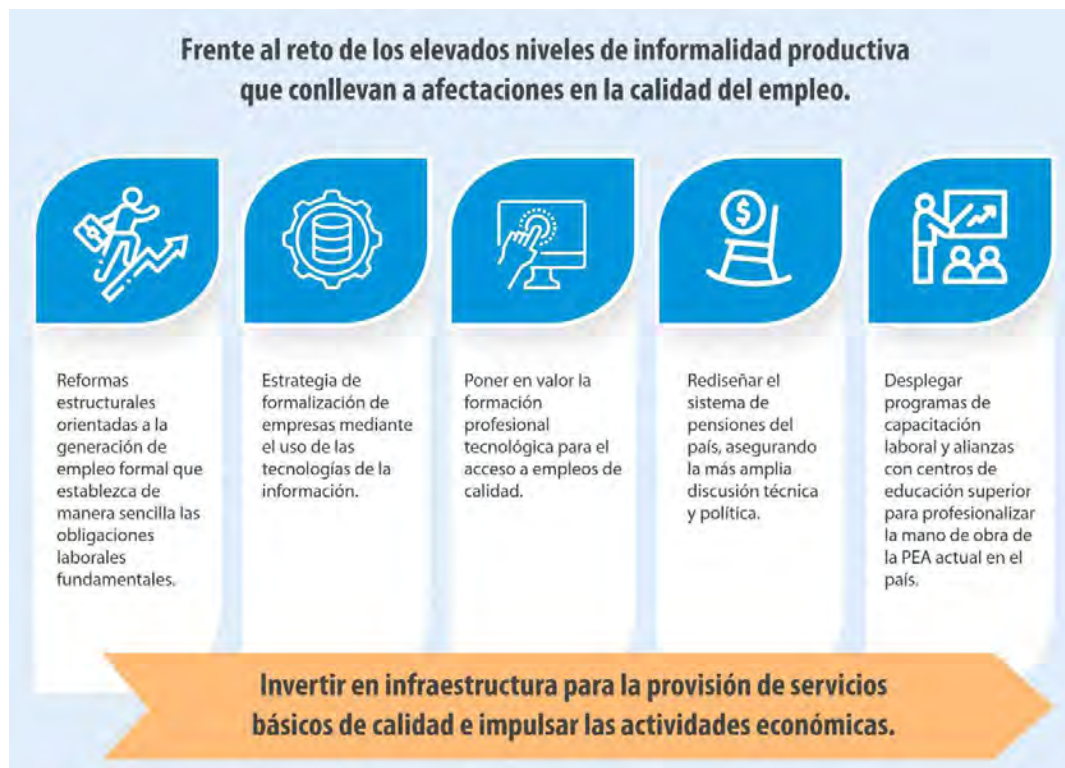 Frente al reto de los elevados niveles de informalidad productiva
que conllevan a afectaciones en la calidad del empleo.
Reformas
estructurales
orientadas a la
generación de
empleo formal que
establezca de
manera sencilla las
obligaciones
laborales
fundamentales.
Estrategia de
formalización de
empresas mediante
el uso de las
tecnologías de la
información.
Poner en valor la
formación
profesional
tecnológica para el
acceso a empleos de
calidad.
Rediseñar el
sistema de
pensiones del
país, asegurando
la más amplia
discusión técnica
y política.
Desplegar
programas de
capacitación
laboral y alianzas
con centros de
educación superior
para profesionalizar
la mano de obra de
la PEA actual en el
país.
Invertir en infraestructura para la provisión de servicios
básicos de calidad e impulsar las actividades económicas.